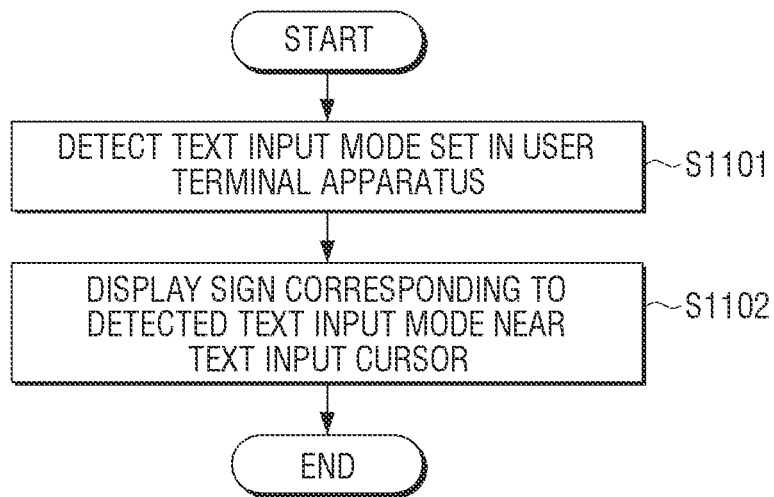 START
DETECT TEXT INPUT MODE SET IN USER
TERMINAL APPARATUS
S1101
DISPLAY SIGN CORRESPONDING TO
DETECTED TEXT INPUT MODE NEAR
TEXT INPUT CURSOR
S1102
END